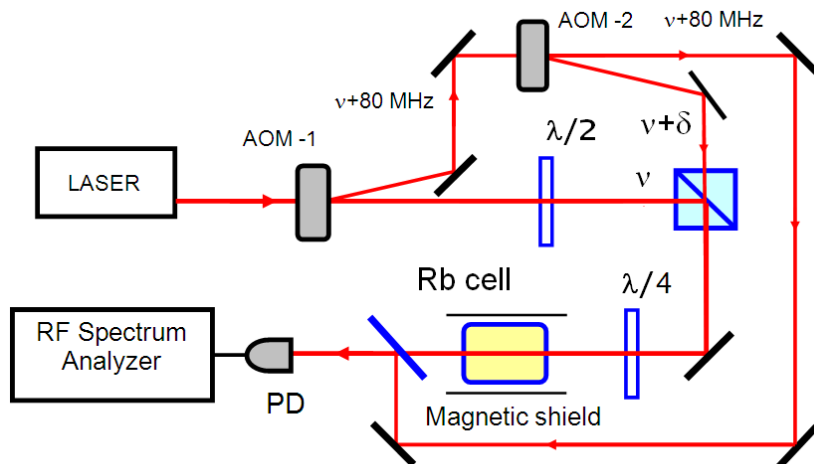 AOM -2
ν+80 MHz
ν+80 MHz
AOM -1
λ/2
ν+δ
LASER
ν
Rb cell
λ/4
RF Spectrum
Analyzer
PD
Magnetic shield